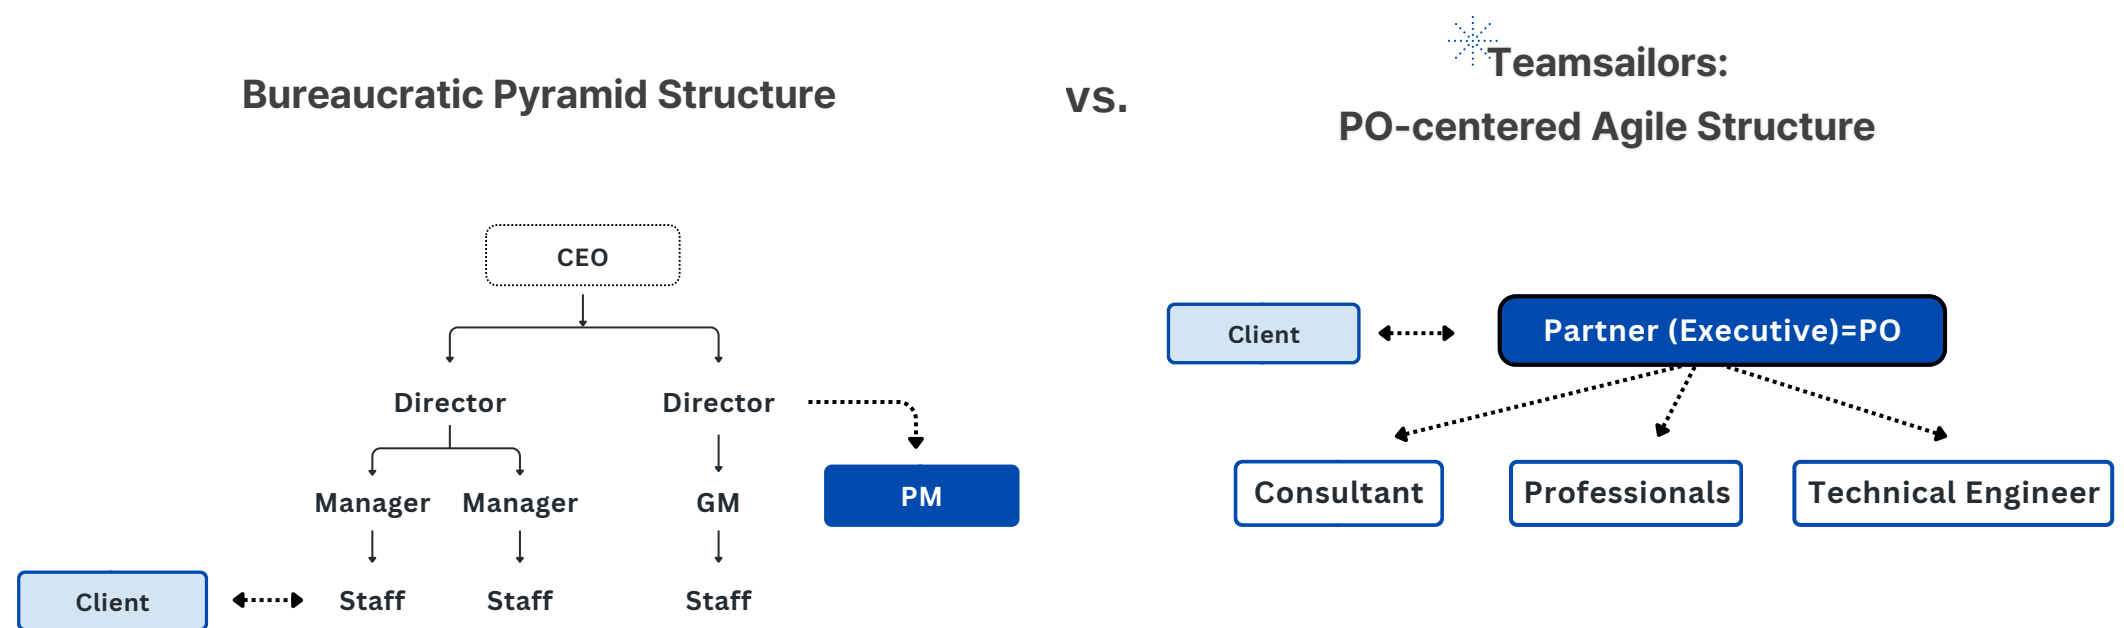 Bureaucratic Pyramid Structure
vs.
Teamsailors:
PO-centered Agile Structure
CEO
Director
Director
Manager
Manager
GM
PM
Client
Staff
Staff
Staff
Client
Partner (Executive)=PO
Consultant
Professionals
Technical Engineer